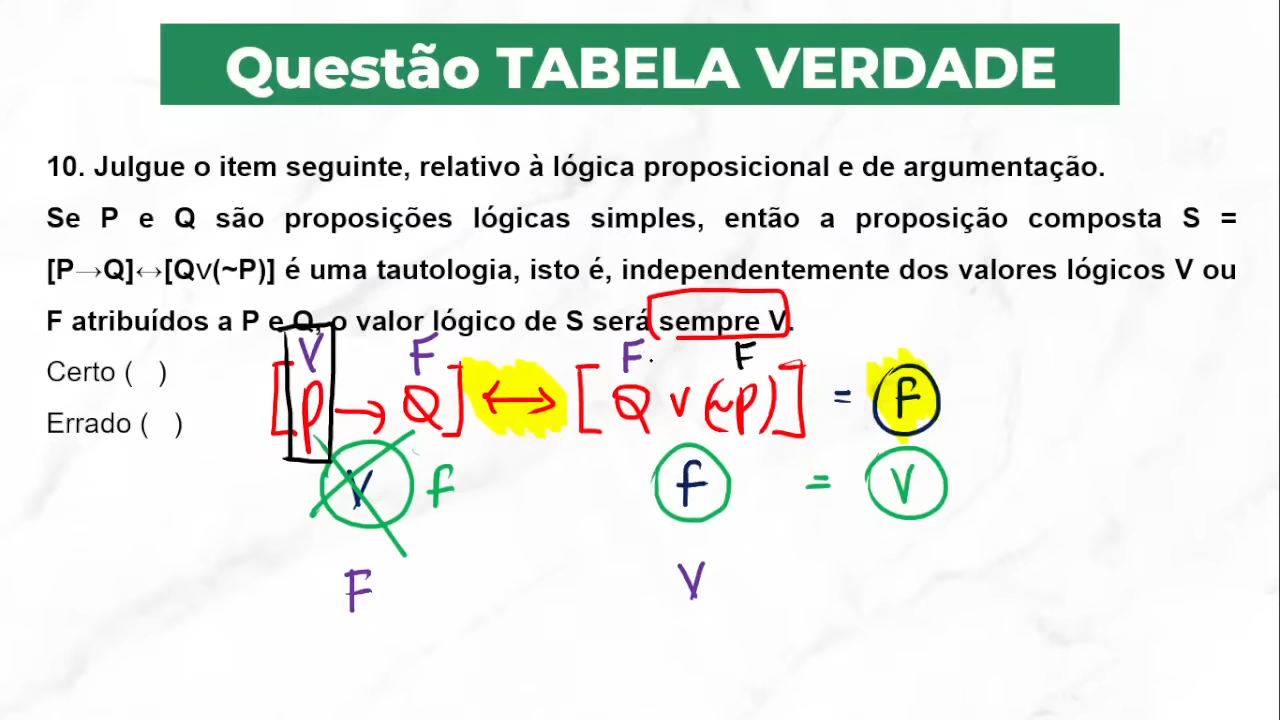 Questão TABELA VERDADE
10. Julgue o item seguinte, relativo à lógica proposicional e de argumentação.
Se P e Q são proposições lógicas simples, então a proposição composta S =
[P→Q]↔[Q∨(~P)] é uma tautologia, isto é, independentemente dos valores lógicos V ou
F atribuídos a P e Q, o valor lógico de S será sempre V.
Certo ( )
Errado ( )
V F F F
[P → Q] ↔ [Q v (~P)] = f
V f f = V
F V